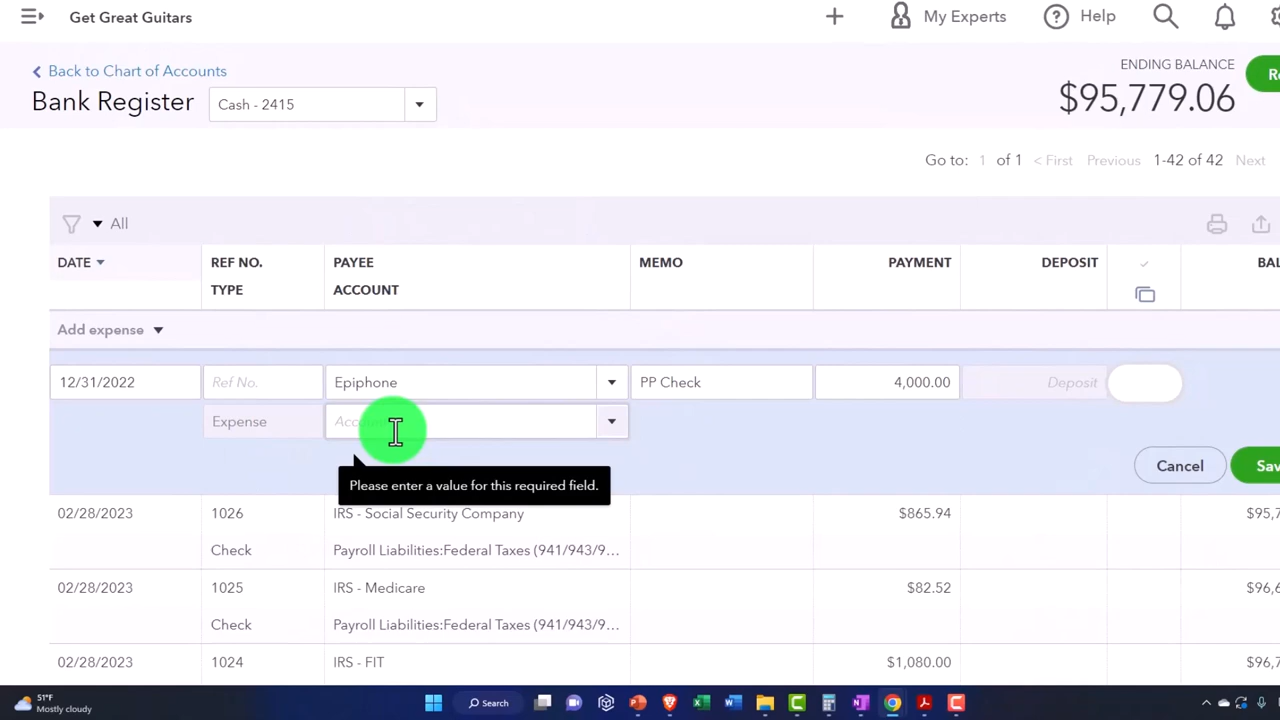 Get Great Guitars
My Experts
Help
Back to Chart of Accounts
ENDING BALANCE
Bank Register
Cash - 2415
$95,779.06
Go to: 1 of 1 < First Previous 1-42 of 42 Next
All
DATE REF NO. PAYEE MEMO PAYMENT DEPOSIT
TYPE ACCOUNT
Add expense
12/31/2022 Ref No. Epiphone PP Check 4,000.00 Deposit
Expense
Cancel
Please enter a value for this required field.
02/28/2023 1026 IRS - Social Security Company $865.94
Check Payroll Liabilities:Federal Taxes (941/943/9...
02/28/2023 1025 IRS - Medicare $82.52
Check Payroll Liabilities:Federal Taxes (941/943/9...
02/28/2023 1024 IRS - FIT $1,080.00
51°F
Mostly cloudy
Search